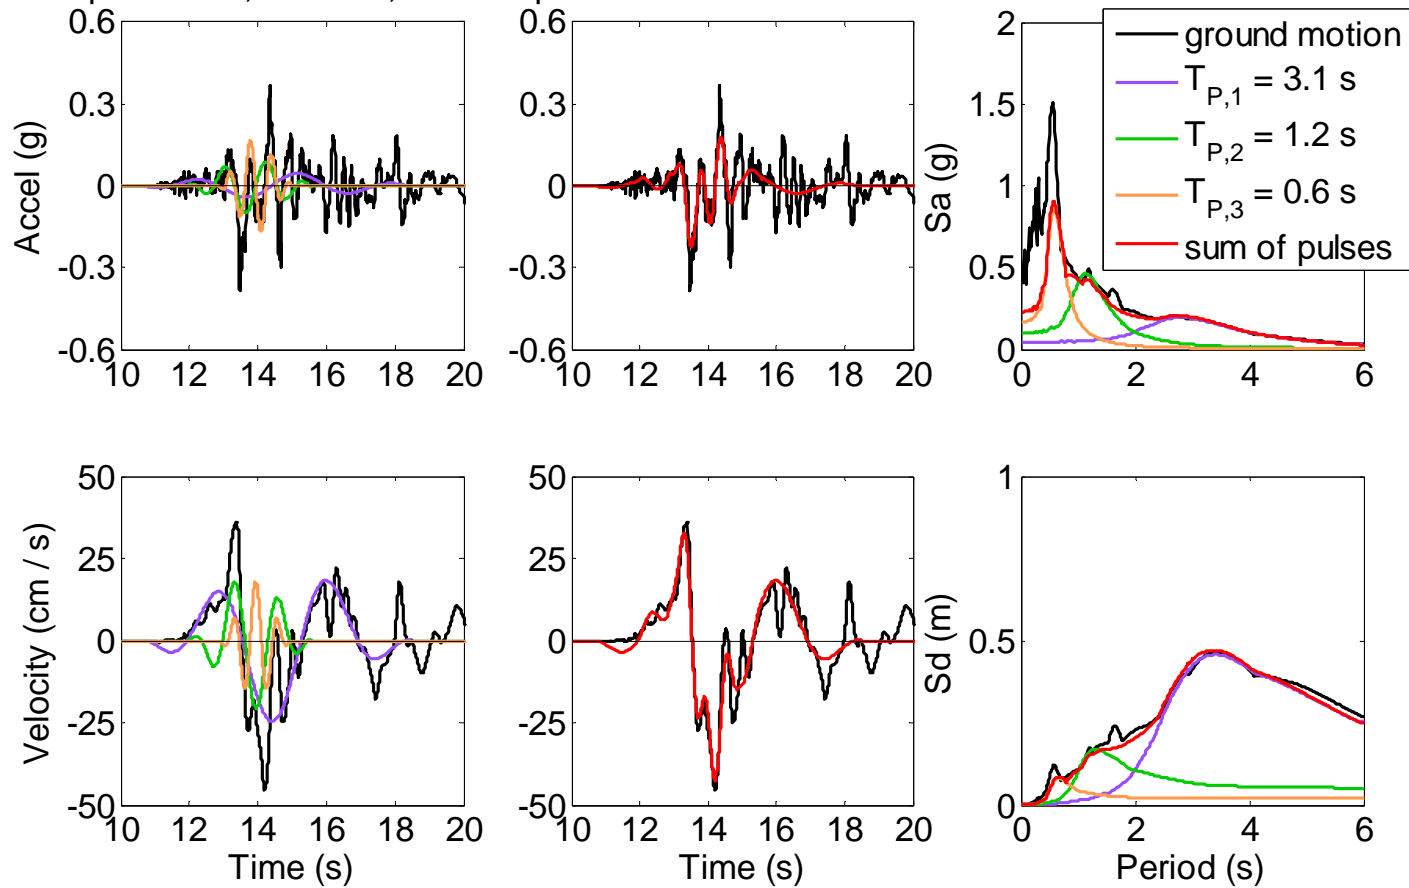 0.6
0.3
0
-0.3
-0.6
10 12 14 16 18 20
Accel (g)
0.6
0.3
0
-0.3
-0.6
10 12 14 16 18 20
2
1.5
1
0.5
0
0 2 4 6
Sa (g)
ground motion
T_P,1 = 3.1 s
T_P,2 = 1.2 s
T_P,3 = 0.6 s
sum of pulses
50
25
0
-25
-50
10 12 14 16 18 20
Velocity (cm / s)
Time (s)
50
25
0
-25
-50
10 12 14 16 18 20
Time (s)
1
0.5
0
0 2 4 6
Sd (m)
Period (s)